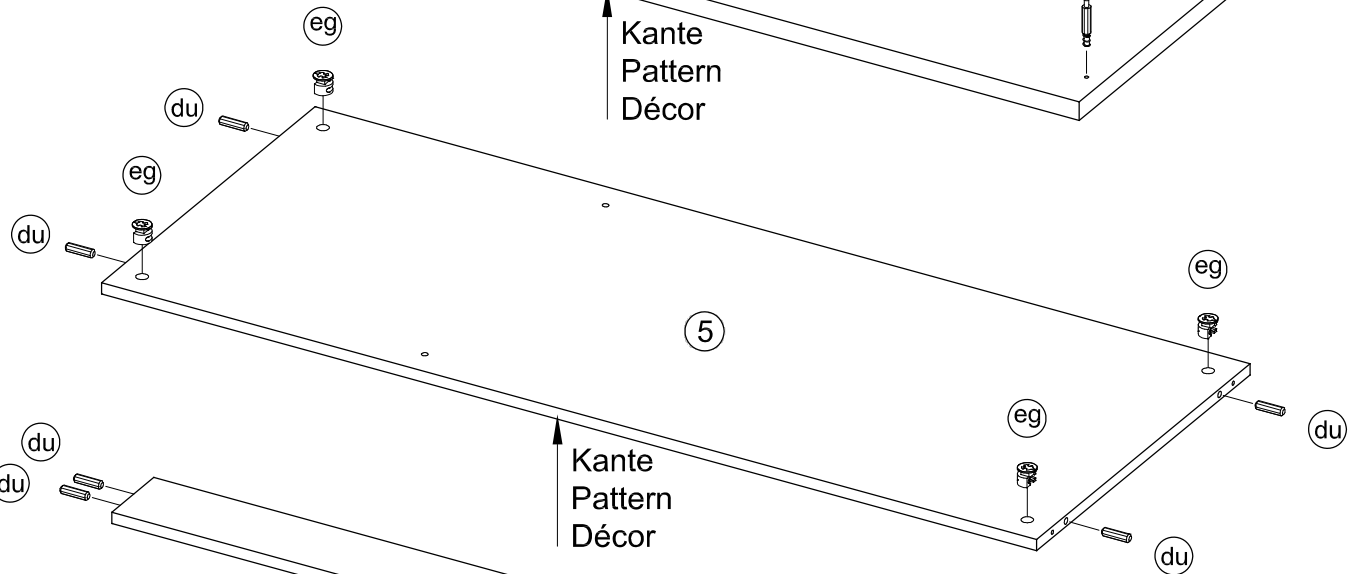 eg
Kante
Pattern
Décor
du
eg
du
eg
5
eg
du
du
Kante
Pattern
Décor
du
du